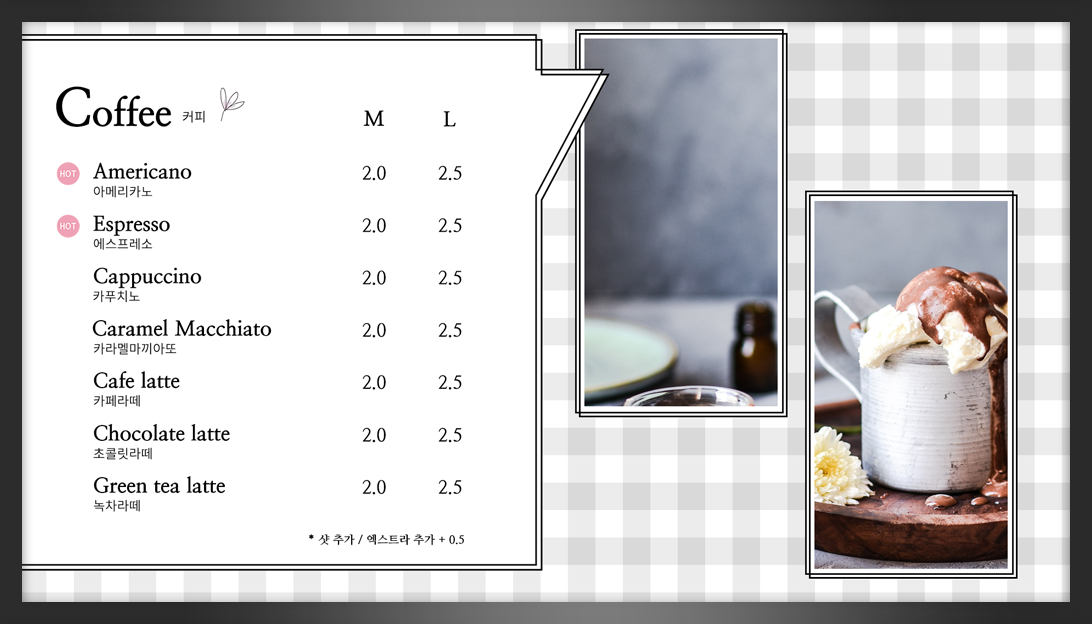 Coffee 커피 M L
HOT Americano 2.0 2.5
아메리카노
HOT Espresso 2.0 2.5
에스프레소
Cappuccino 2.0 2.5
카푸치노
Caramel Macchiato 2.0 2.5
카라멜마끼아또
Cafe latte 2.0 2.5
카페라떼
Chocolate latte 2.0 2.5
초콜릿라떼
Green tea latte 2.0 2.5
녹차라떼
* 샷 추가 / 엑스트라 추가 + 0.5